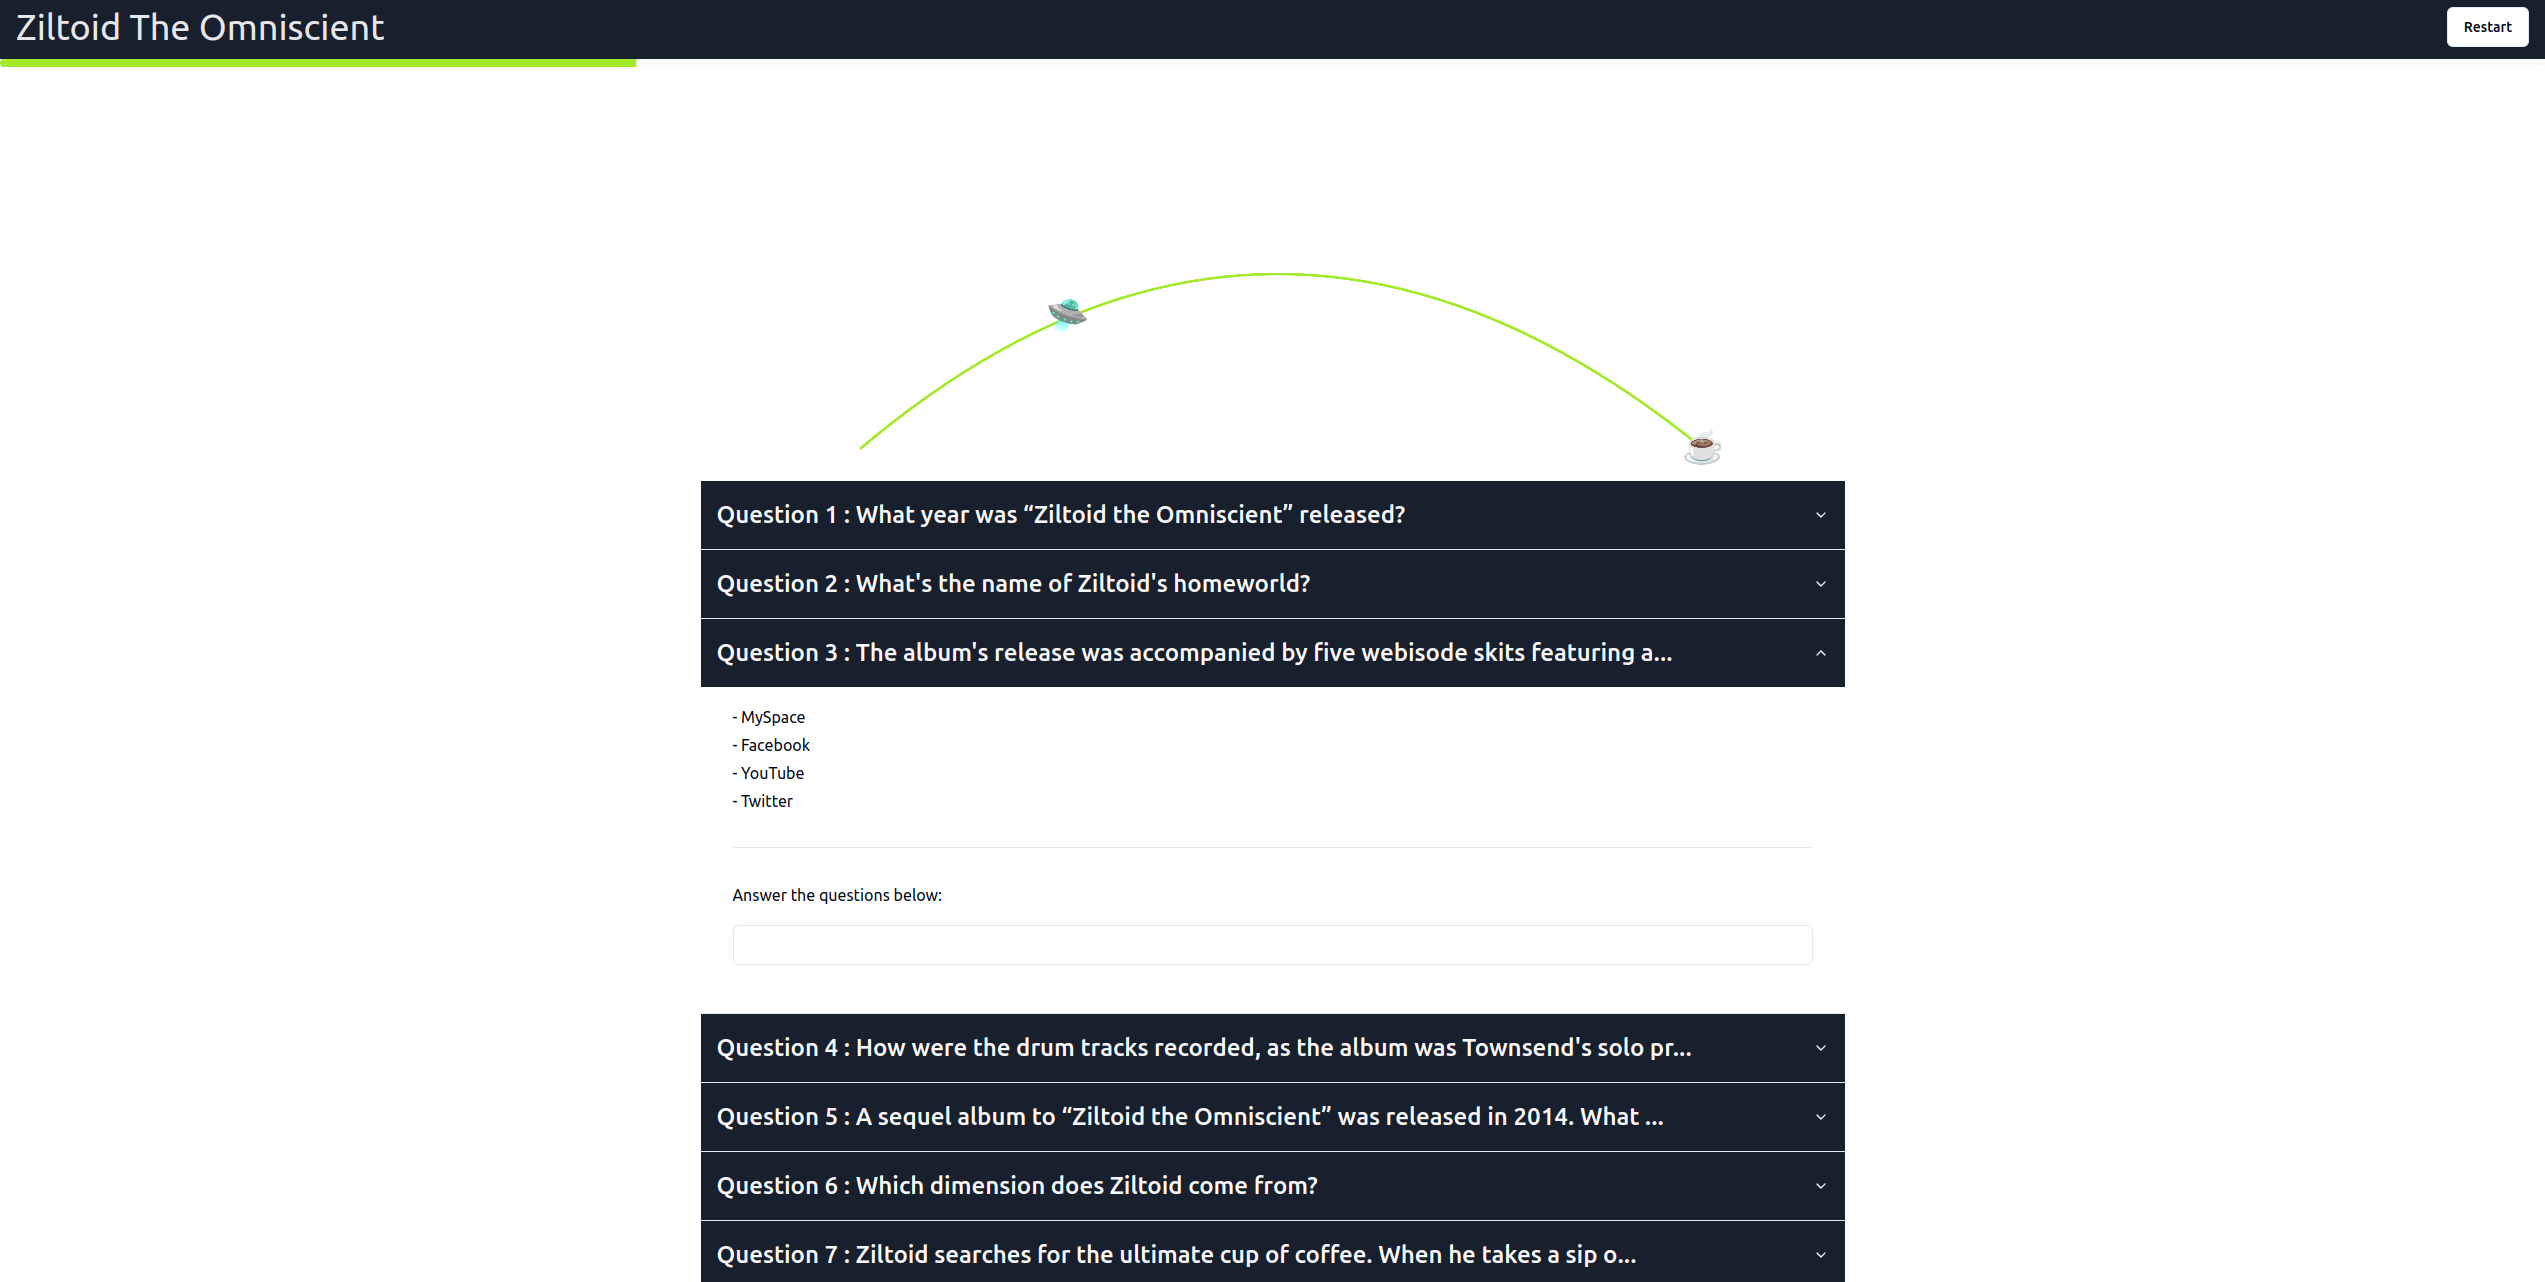 Ziltoid The Omniscient
Restart
Question 1 : What year was “Ziltoid the Omniscient” released?
Question 2 : What's the name of Ziltoid's homeworld?
Question 3 : The album's release was accompanied by five webisode skits featuring a...
- MySpace
- Facebook
- YouTube
- Twitter
Answer the questions below:
Question 4 : How were the drum tracks recorded, as the album was Townsend's solo pr...
Question 5 : A sequel album to “Ziltoid the Omniscient” was released in 2014. What ...
Question 6 : Which dimension does Ziltoid come from?
Question 7 : Ziltoid searches for the ultimate cup of coffee. When he takes a sip o...